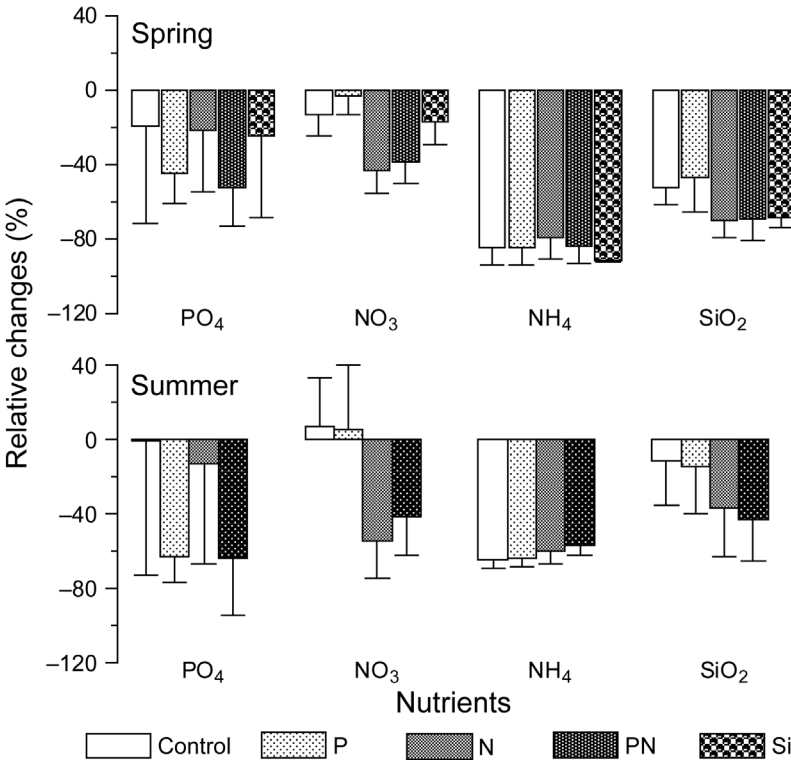 Relative changes (%)
Spring
40
0
–40
–80
–120
PO4 NO3 NH4 SiO2
Summer
40
0
–40
–80
–120
PO4 NO3 NH4 SiO2
Nutrients
Control P N PN Si